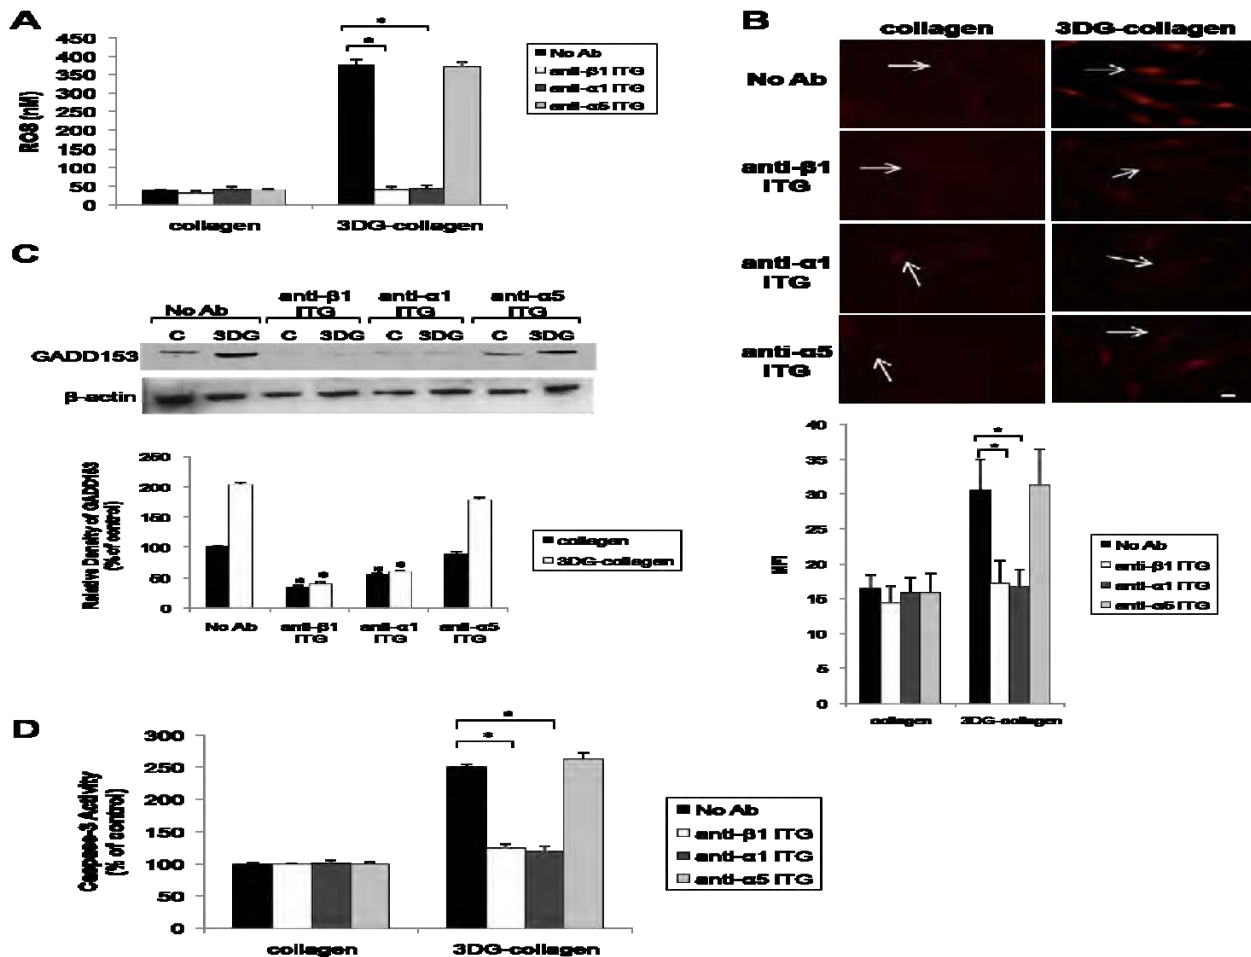 A
450
400
350
300
250
200
150
100
50
0
ROS (nM)
*
*
collagen
3DG-collagen
No Ab
anti-β1 ITG
anti-α1 ITG
anti-α5 ITG
B
collagen
3DG-collagen
No Ab
anti-β1
ITG
anti-α1
ITG
anti-α5
ITG
40
35
30
25
20
15
10
5
0
MFI
*
*
collagen
3DG-collagen
No Ab
anti-β1 ITG
anti-α1 ITG
anti-α5 ITG
C
No Ab
anti-β1
ITG
anti-α1
ITG
anti-α5
ITG
C 3DG C 3DG C 3DG C 3DG
GADD153
β-actin
250
200
150
100
50
0
Relative Density of GADD153
(% of control)
* * * *
No Ab
anti-β1
ITG
anti-α1
ITG
anti-α5
ITG
collagen
3DG-collagen
D
300
250
200
150
100
50
0
Caspase-3 Activity
(% of control)
*
*
collagen
3DG-collagen
No Ab
anti-β1 ITG
anti-α1 ITG
anti-α5 ITG